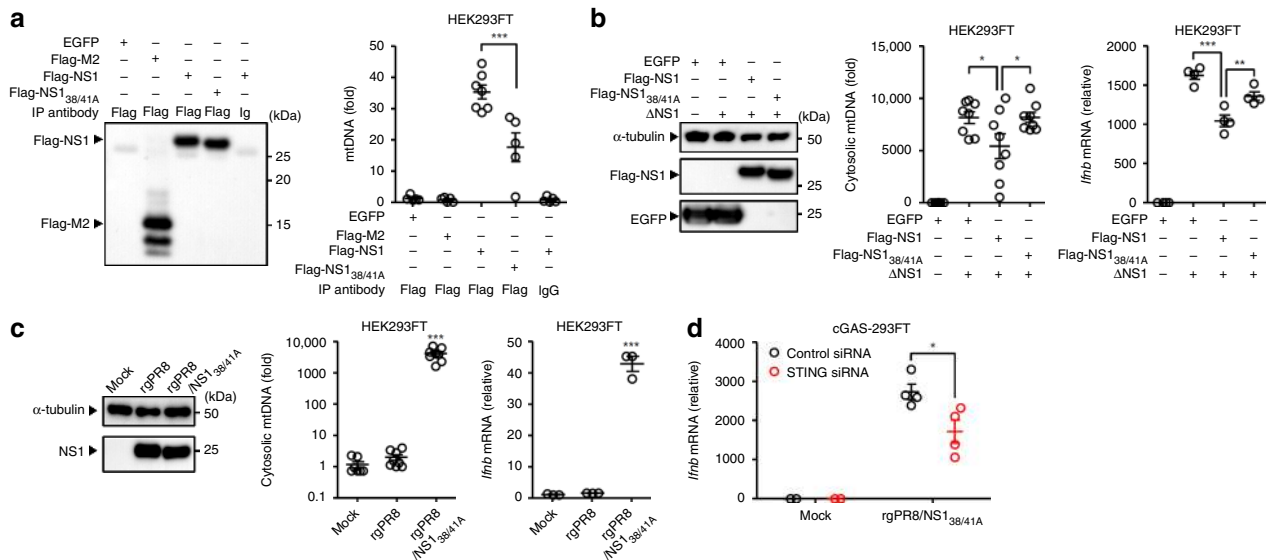 a
EGFP + – – – –
Flag-M2 – + – – –
Flag-NS1 – – + – +
Flag-NS1 38/41A – – – + –
IP antibody Flag Flag Flag Flag Ig (kDa)
Flag-NS1
25
20
Flag-M2
15
HEK293FT
***
mtDNA (fold)
50
40
30
20
10
0
EGFP + – – – –
Flag-M2 – + – – –
Flag-NS1 – – + – +
Flag-NS1 38/41A – – – + –
IP antibody Flag Flag Flag Flag IgG
b
EGFP + + – –
Flag-NS1 – – + –
Flag-NS1 38/41A – – – +
ΔNS1 – + + + (kDa)
α-tubulin
50
Flag-NS1
25
EGFP
25
HEK293FT
* *
Cytosolic mtDNA (fold)
15,000
10,000
5000
0
EGFP + + – –
Flag-NS1 – – + –
Flag-NS1 38/41A – – – +
ΔNS1 – + + +
HEK293FT
*** **
Ifnb mRNA (relative)
2000
1500
1000
500
0
EGFP + + – –
Flag-NS1 – – + –
Flag-NS1 38/41A – – – +
ΔNS1 – + + +
c
Mock rgPR8 rgPR8 /NS1 38/41A
(kDa)
α-tubulin
50
NS1
25
HEK293FT
***
Cytosolic mtDNA (fold)
10,000
1000
100
10
1
0.1
Mock rgPR8 rgPR8 /NS1 38/41A
HEK293FT
***
Ifnb mRNA (relative)
50
40
30
20
10
0
Mock rgPR8 rgPR8 /NS1 38/41A
d
cGAS-293FT
Control siRNA
STING siRNA
*
Ifnb mRNA (relative)
4000
3000
2000
1000
0
Mock rgPR8/NS1 38/41A